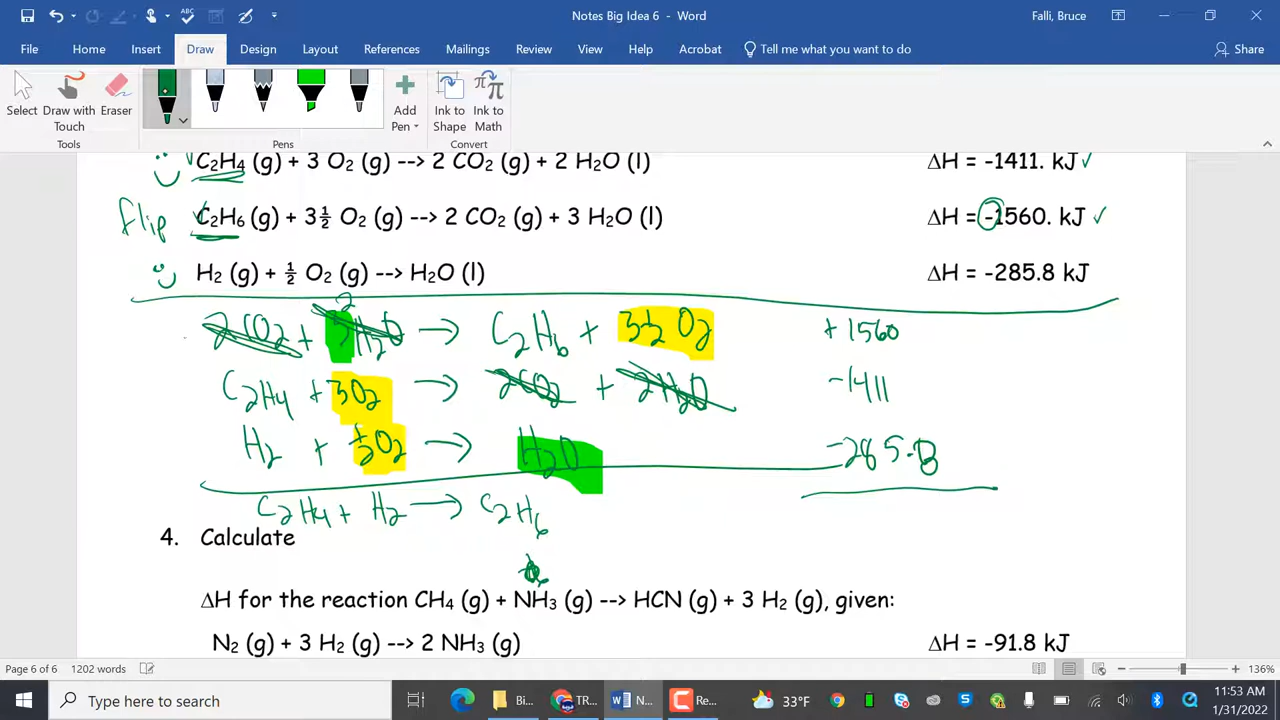 Notes Big Idea 6 - Word
Falli, Bruce
File Home Insert Draw Design Layout References Mailings Review View Help Acrobat Tell me what you want to do Share
Select Draw with Touch Eraser Add Pen Ink to Shape Ink to Math
Tools Pens Convert
C₂H₄ (g) + 3 O₂ (g) --> 2 CO₂ (g) + 2 H₂O (l) ΔH = -1411. kJ ✓
flip C₂H₆ (g) + 3½ O₂ (g) --> 2 CO₂ (g) + 3 H₂O (l) ΔH = -1560. kJ ✓
H₂ (g) + ½ O₂ (g) --> H₂O (l) ΔH = -285.8 kJ
2
2CO₂ + 3H₂O → C₂H₆ + 3½ O₂ +1560
C₂H₄ + 3O₂ → 2CO₂ + 2H₂O -1411
H₂ + ½O₂ → H₂O -285.8
C₂H₄ + H₂ → C₂H₆
4. Calculate
ΔH for the reaction CH₄ (g) + NH₃ (g) --> HCN (g) + 3 H₂ (g), given:
N₂ (g) + 3 H₂ (g) --> 2 NH₃ (g) ΔH = -91.8 kJ
Page 6 of 6 1202 words 136%
Type here to search Bi... TR... N... Re... 33°F 11:53 AM
1/31/2022